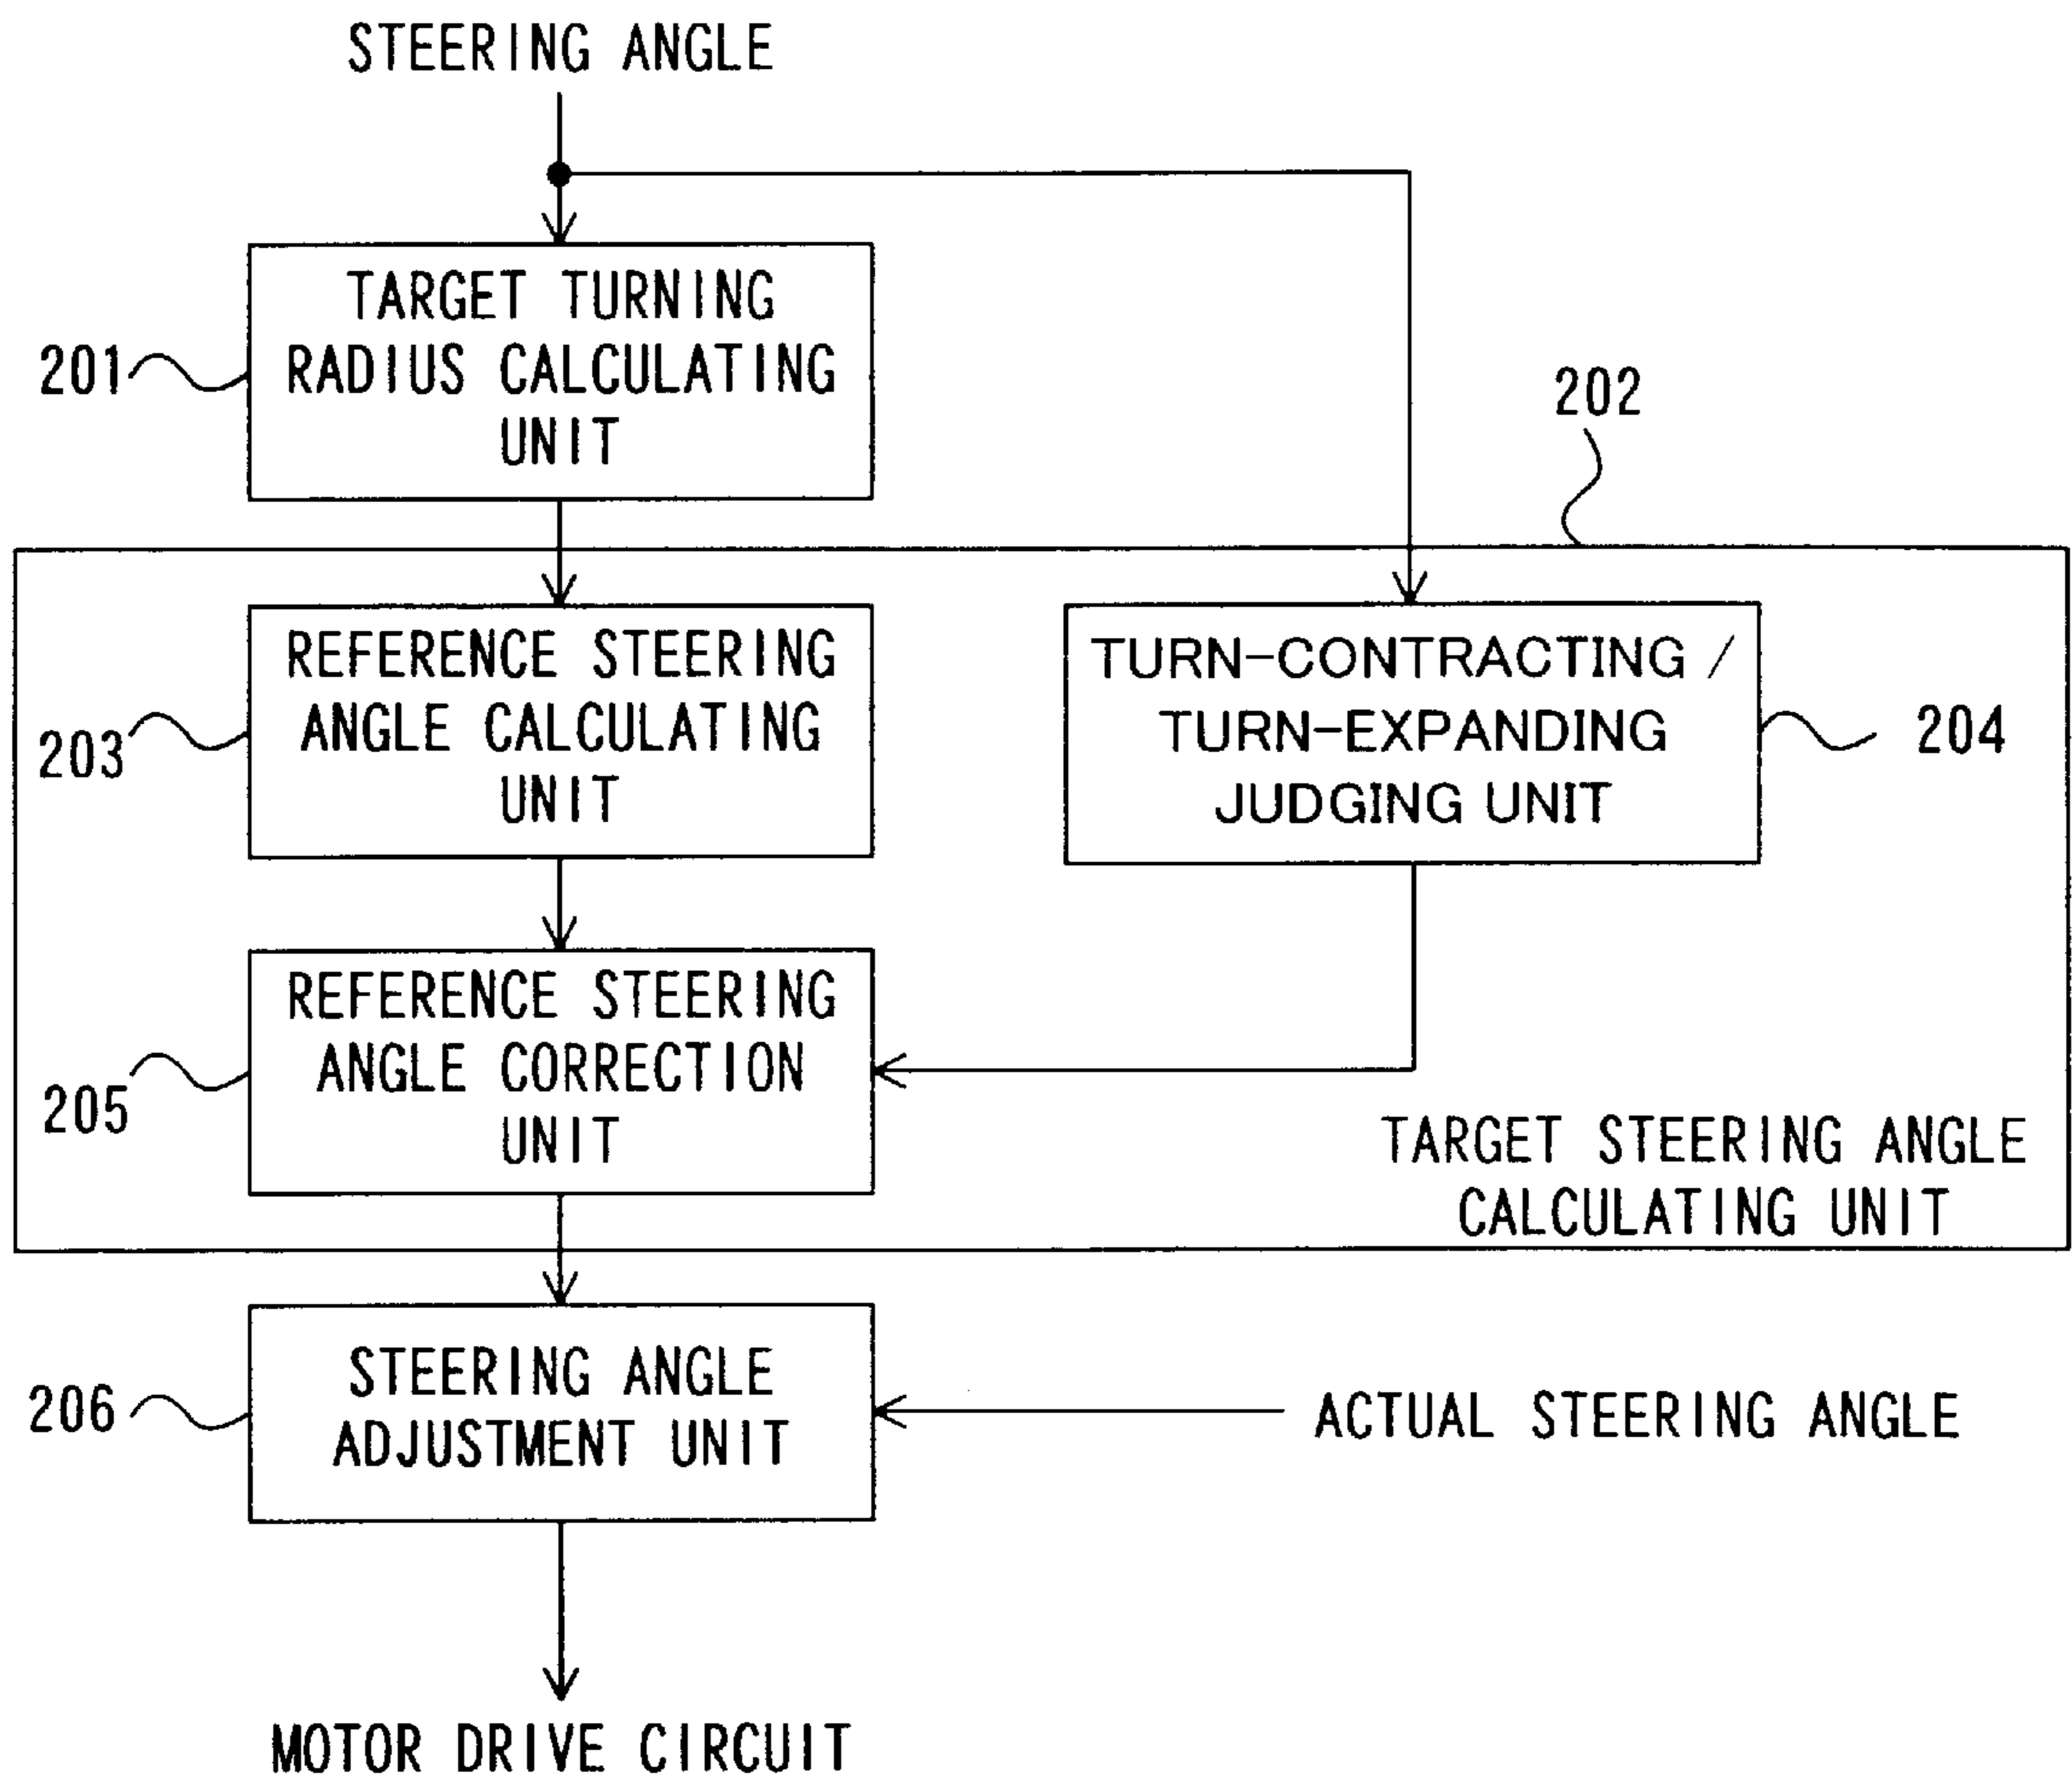 STEERING ANGLE
TARGET TURNING
RADIUS CALCULATING
UNIT
201
202
REFERENCE STEERING
ANGLE CALCULATING
UNIT
203
TURN-CONTRACTING /
TURN-EXPANDING
JUDGING UNIT
204
REFERENCE STEERING
ANGLE CORRECTION
UNIT
205
TARGET STEERING ANGLE
CALCULATING UNIT
STEERING ANGLE
ADJUSTMENT UNIT
206
ACTUAL STEERING ANGLE
MOTOR DRIVE CIRCUIT